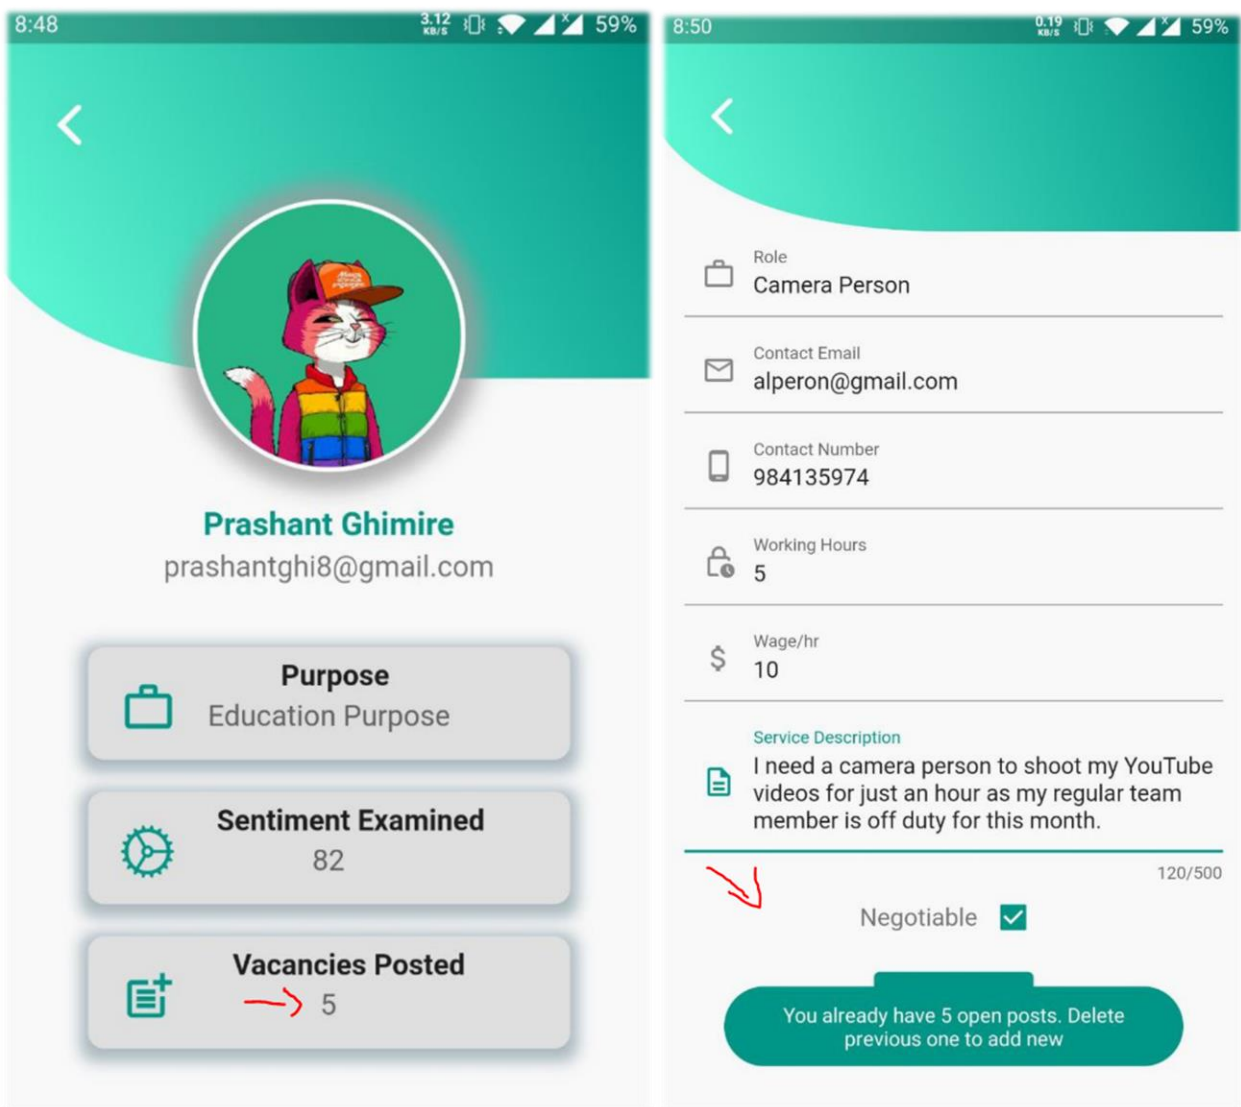 8:48
3.12
KB/S
59%
Prashant Ghimire
prashantghi8@gmail.com
Purpose
Education Purpose
Sentiment Examined
82
Vacancies Posted
5
8:50
0.19
KB/S
59%
Role
Camera Person
Contact Email
alperon@gmail.com
Contact Number
984135974
Working Hours
5
Wage/hr
10
Service Description
I need a camera person to shoot my YouTube
videos for just an hour as my regular team
member is off duty for this month.
120/500
Negotiable
You already have 5 open posts. Delete
previous one to add new